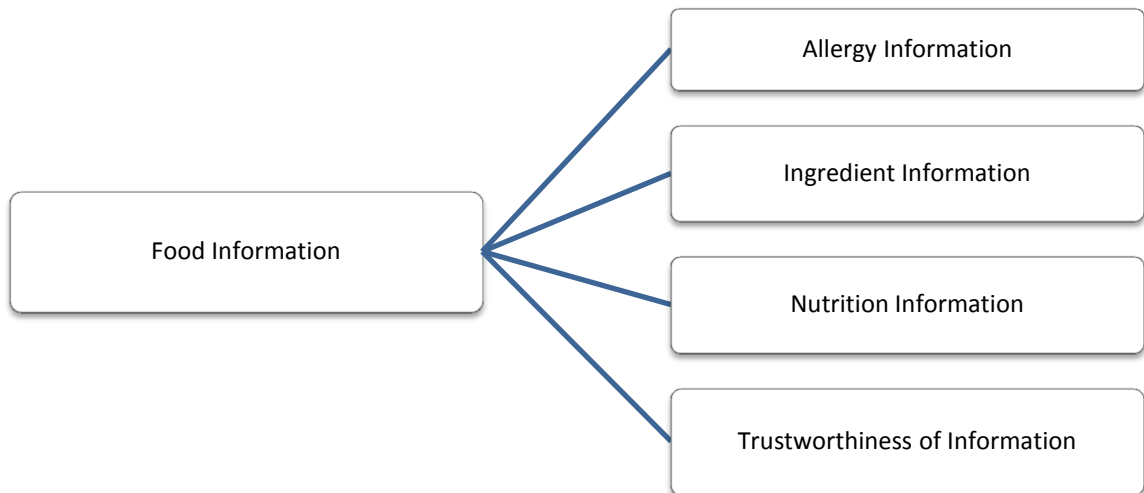 Allergy Information
Ingredient Information
Food Information
Nutrition Information
Trustworthiness of Information